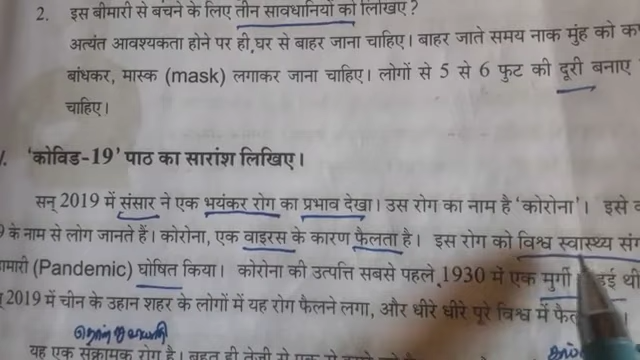 2. इस बीमारी से बचने के लिए तीन सावधानियों को लिखिए ?
अत्यंत आवश्यकता होने पर ही, घर से बाहर जाना चाहिए। बाहर जाते समय नाक मुंह को
बांधकर, मास्क (mask) लगाकर जाना चाहिए। लोगों से 5 से 6 फुट की दूरी बनाए
चाहिए।
'कोविड-19' पाठ का सारांश लिखिए।
सन् 2019 में संसार ने एक भयंकर रोग का प्रभाव देखा। उस रोग का नाम है 'कोरोना'। इसे
के नाम से लोग जानते हैं। कोरोना, एक वाइरस के कारण फैलता है। इस रोग को विश्व स्वास्थ्य
(Pandemic) घोषित किया। कोरोना की उत्पत्ति सबसे पहले, 1930 में एक मुर्गी थी
2019 में चीन के उहान शहर के लोगों में यह रोग फैलने लगा, और धीरे धीरे पूरे विश्व में
यह एक संक्रामक रोग है। बहुत ही तेजी से एक से